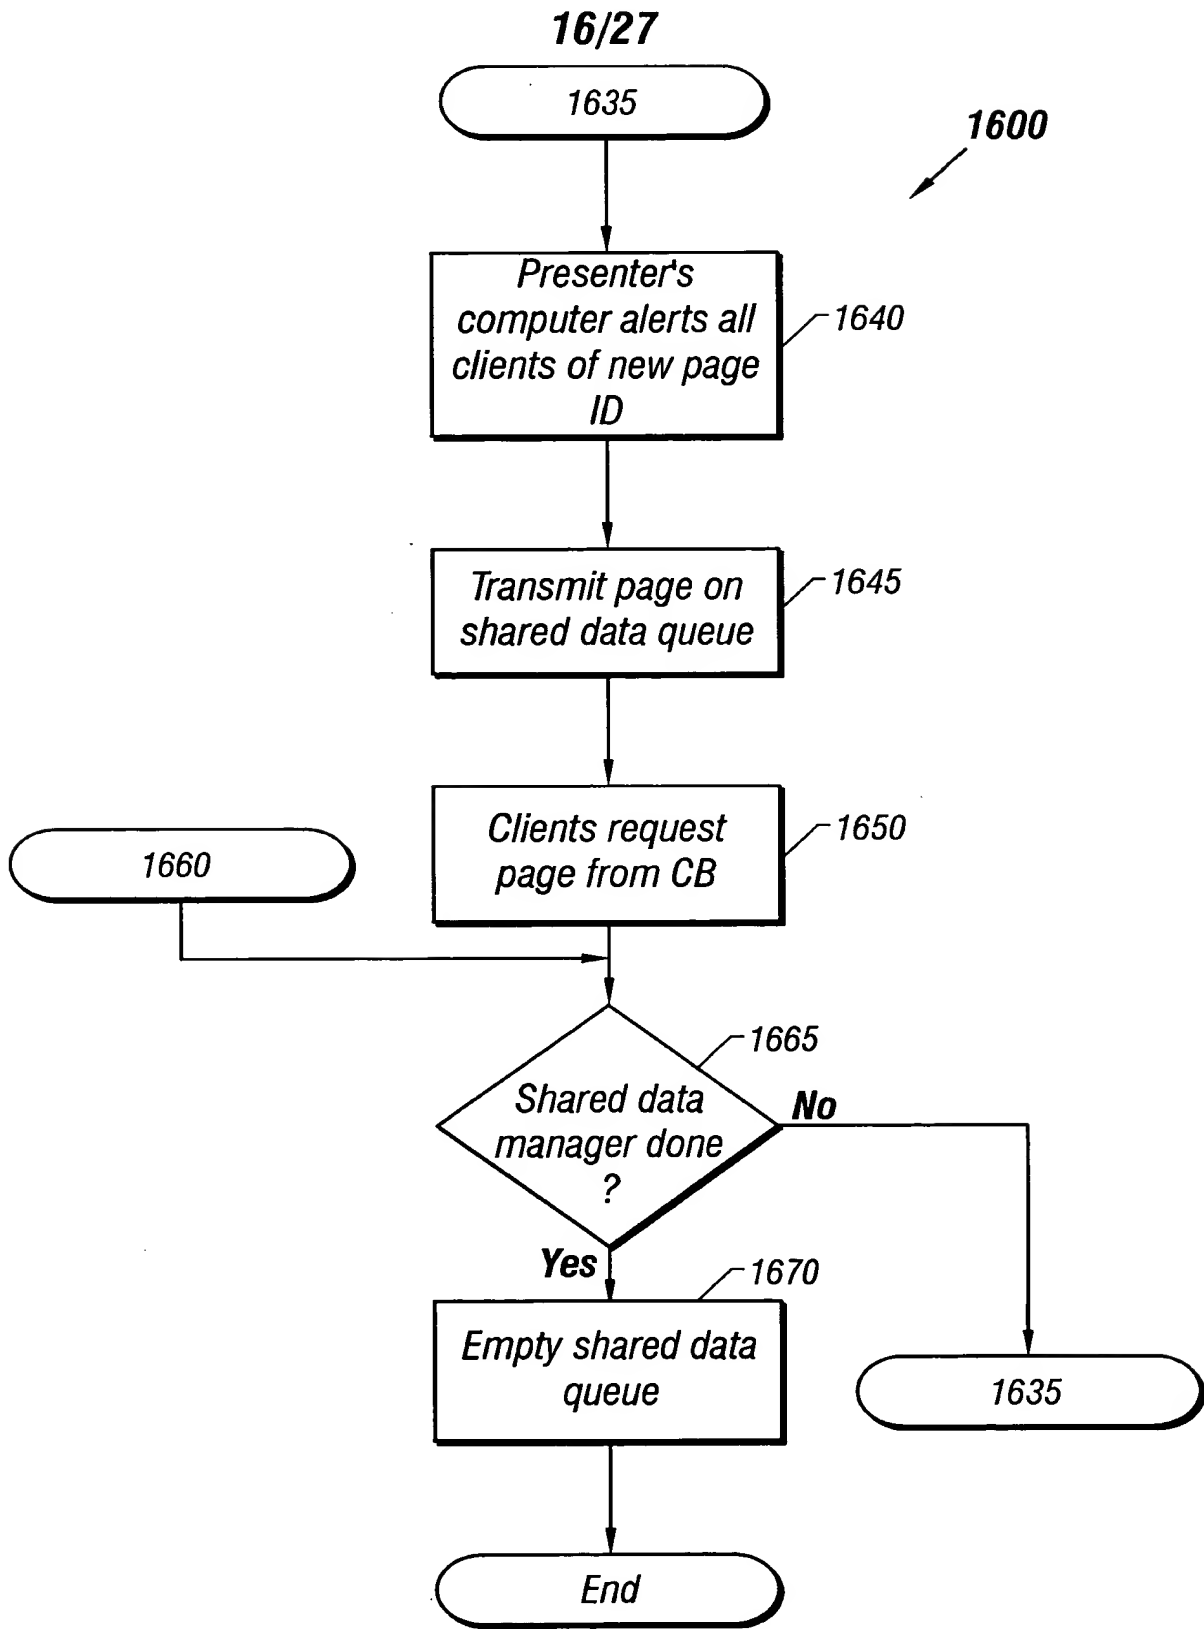 16/27
1635
1600
Presenter's
computer alerts all
clients of new page
ID
1640
Transmit page on
shared data queue
1645
Clients request
page from CB
1650
1660
Shared data
manager done
?
1665
No
Yes
Empty shared data
queue
1670
1635
End